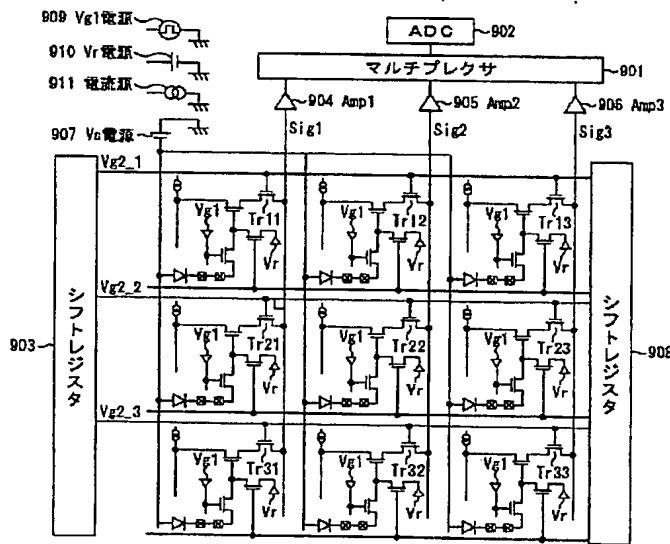 909 Vg1電源
910 Vr電源
911 電流源
907 Vs電源
ADC 902
マルチプレクサ 901
904 Amp1 905 Amp2 906 Amp3
Sig1 Sig2 Sig3
Vg2_1
Vg1 Vg1 Vg1
Tr11 Tr12 Tr13
Vr Vr Vr
Vg2_2
903 シフトレジスタ
シフトレジスタ 908
Vg1 Vg1 Vg1
Tr21 Tr22 Tr23
Vr Vr Vr
Vg2_3
Vg1 Vg1 Vg1
Tr31 Tr32 Tr33
Vr Vr Vr